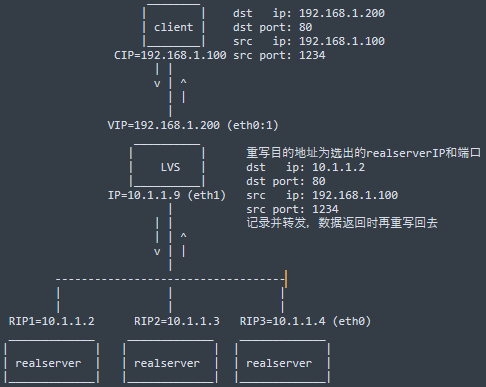 dst ip: 192.168.1.200
client dst port: 80
src ip: 192.168.1.100
CIP=192.168.1.100 src port: 1234
VIP=192.168.1.200 (eth0:1)
重写目的地址为选出的realserverIP和端口
LVS dst ip: 10.1.1.2
dst port: 80
IP=10.1.1.9 (eth1) src ip: 192.168.1.100
src port: 1234
记录并转发，数据返回时再重写回去
RIP1=10.1.1.2 RIP2=10.1.1.3 RIP3=10.1.1.4 (eth0)
realserver realserver realserver